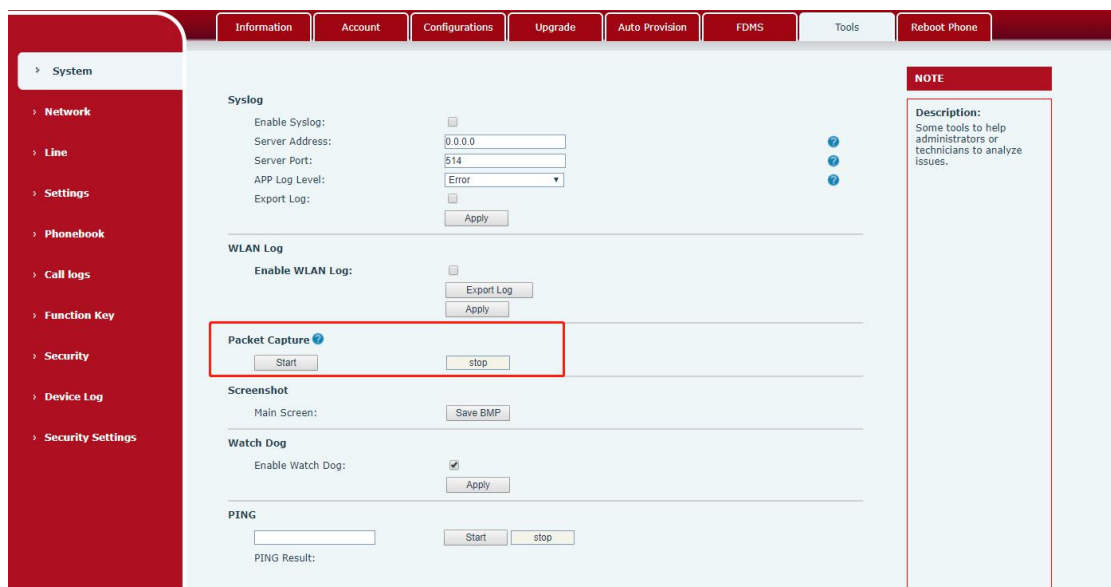 Information Account Configurations Upgrade Auto Provision FDMS Tools Reboot Phone
› System
› Network
› Line
› Settings
› Phonebook
› Call logs
› Function Key
› Security
› Device Log
› Security Settings
Syslog
Enable Syslog:
Server Address: 0.0.0.0 ?
Server Port: 514 ?
APP Log Level: Error ?
Export Log:
Apply
WLAN Log
Enable WLAN Log:
Export Log
Apply
Packet Capture ?
Start stop
Screenshot
Main Screen: Save BMP
Watch Dog
Enable Watch Dog:
Apply
PING
Start stop
PING Result:
NOTE
Description:
Some tools to help
administrators or
technicians to analyze
issues.